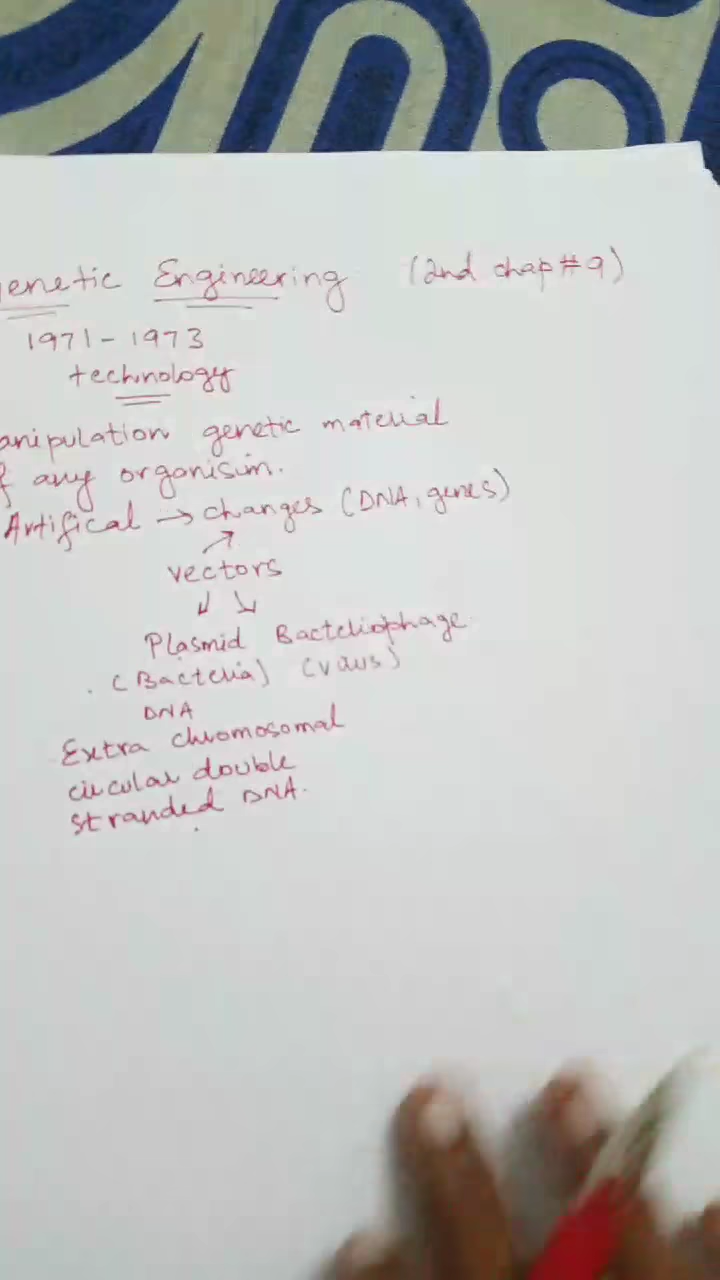 enetic Engineering (2nd chap #9)
1971-1973
technology
anipulation genetic material
f any organisim.
Artifical → changes (DNA, genes)
vectors
Plasmid Bacteriophage
(Bacteria) (virus)
DNA
Extra chromosomal
circular double
stranded DNA.